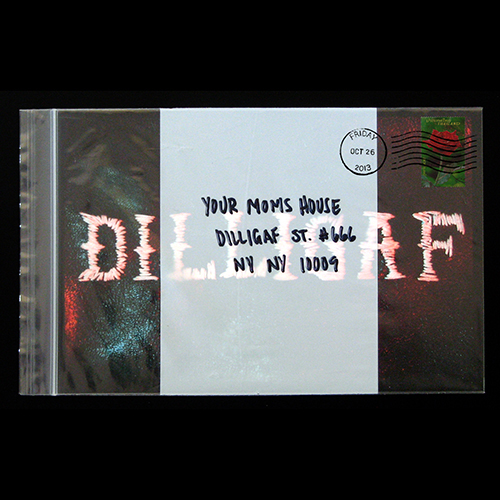 FRIDAY
OCT 26
2013
DILLIGAF
YOUR MOMS HOUSE
DILLIGAF ST. #666
NY NY 10009